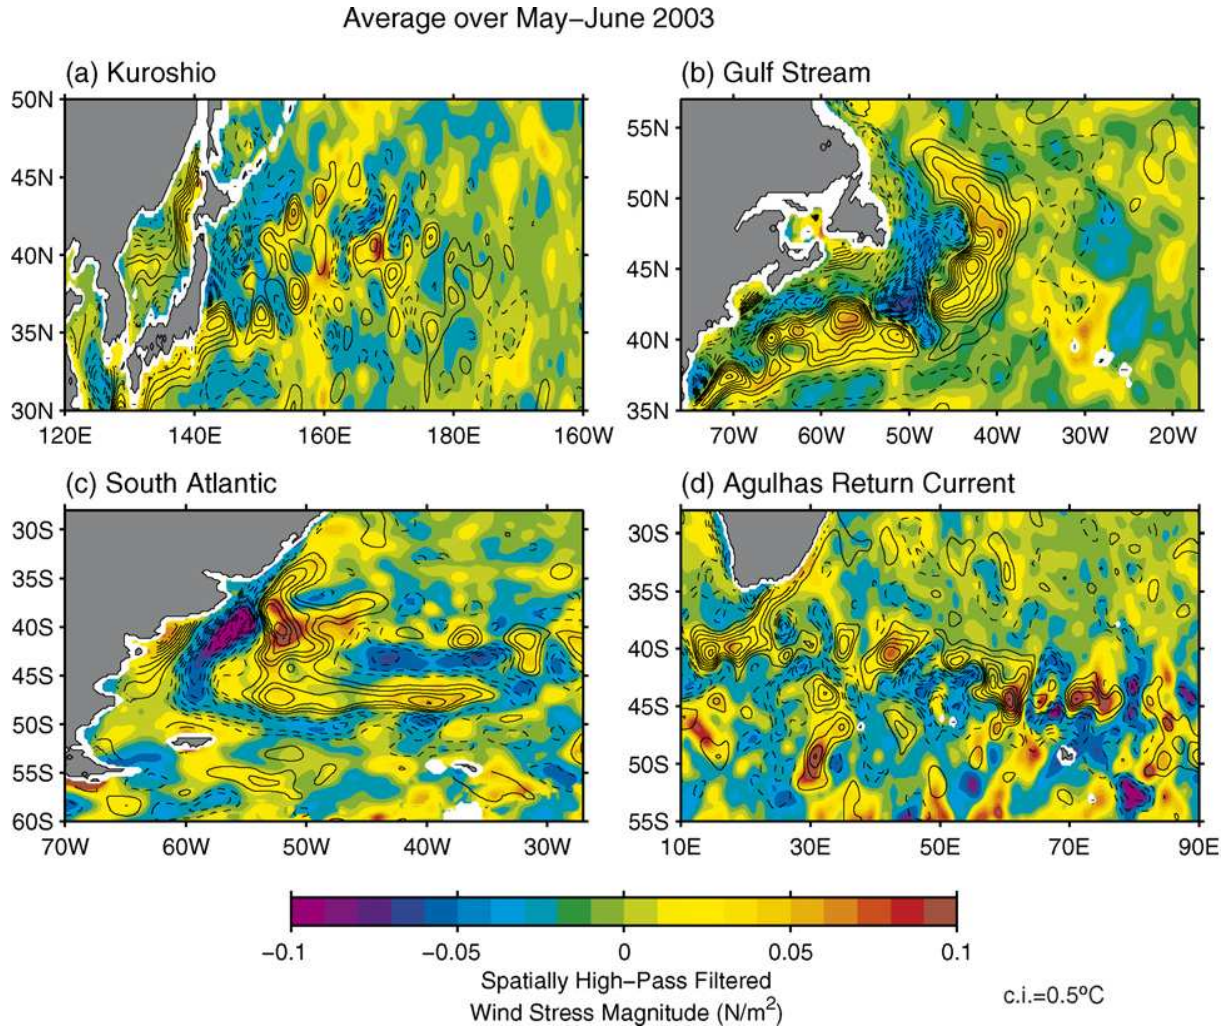 Average over May–June 2003
(a) Kuroshio
(b) Gulf Stream
50N
45N
40N
35N
30N
120E 140E 160E 180E 160W
55N
50N
45N
40N
35N
70W 60W 50W 40W 30W 20W
(c) South Atlantic
(d) Agulhas Return Current
30S
35S
40S
45S
50S
55S
60S
70W 60W 50W 40W 30W
30S
35S
40S
45S
50S
55S
10E 30E 50E 70E 90E
−0.1 −0.05 0 0.05 0.1
Spatially High−Pass Filtered
Wind Stress Magnitude (N/m²)
c.i.=0.5ºC